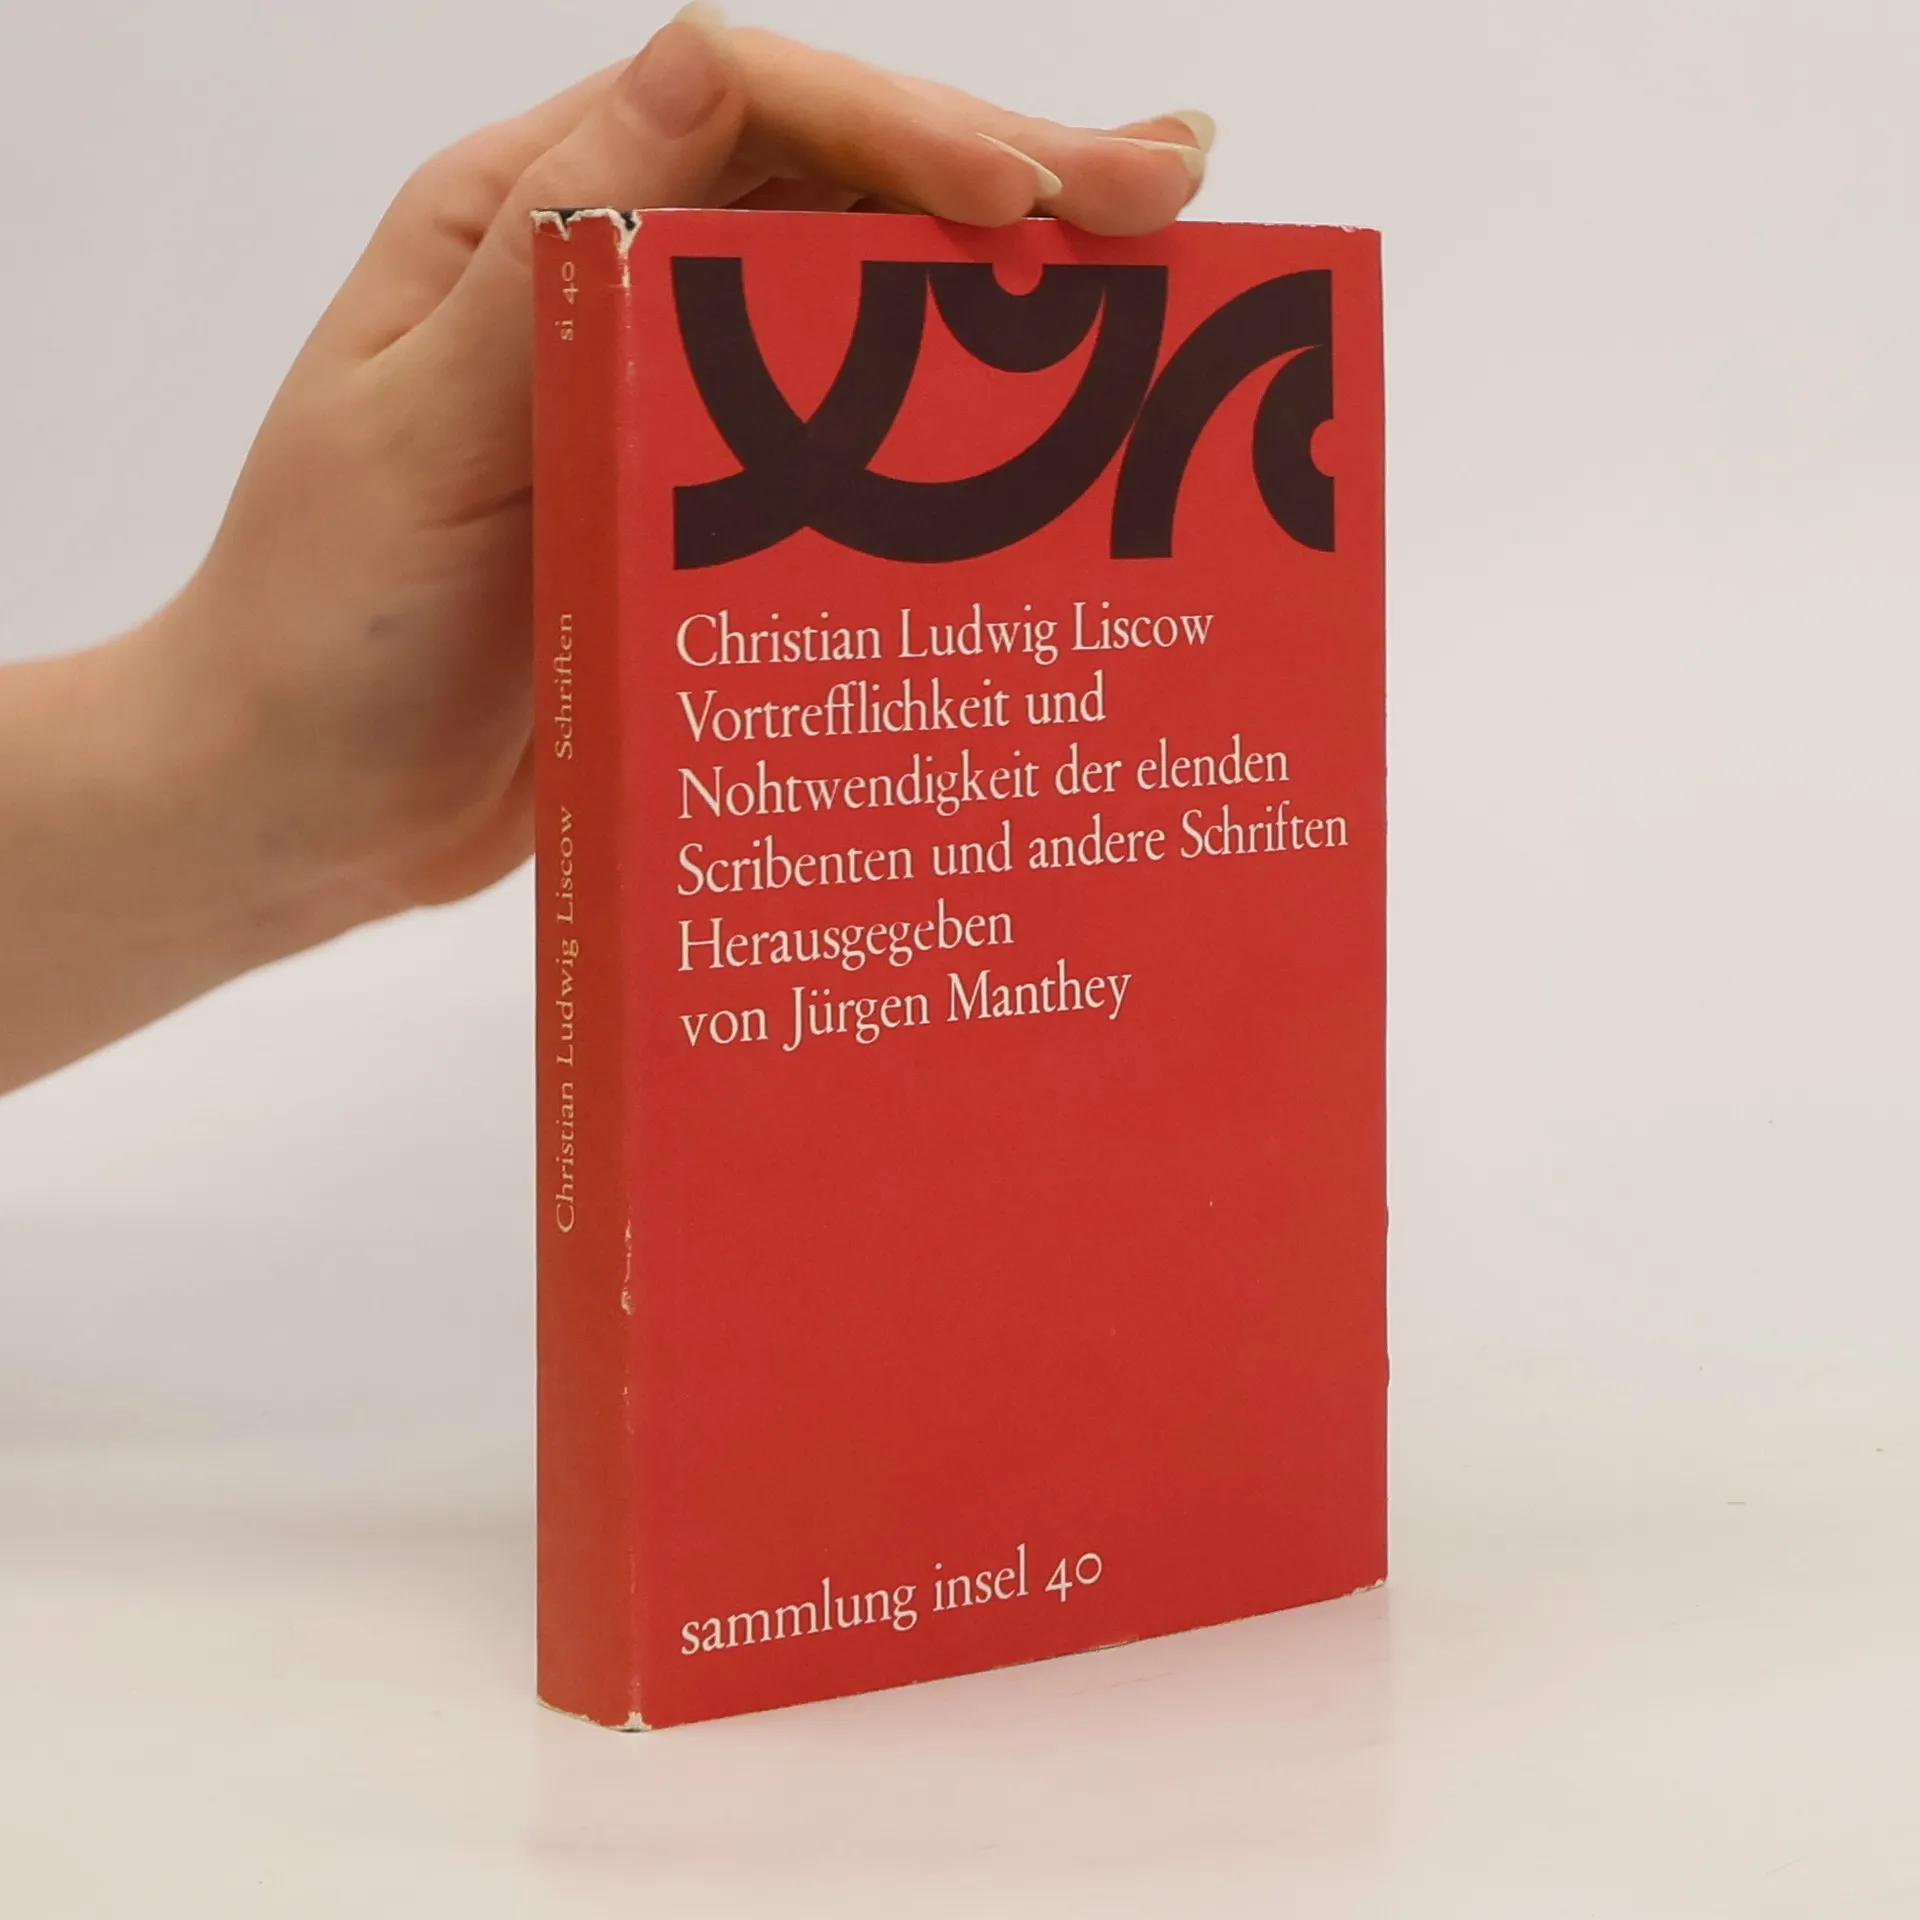 si 40
Christian Ludwig Liscow Schriften
Christian Ludwig Liscow
Vortrefflichkeit und
Nohtwendigkeit der elenden
Scribenten und andere Schriften
Herausgegeben
von Jürgen Manthey
sammlung insel 40